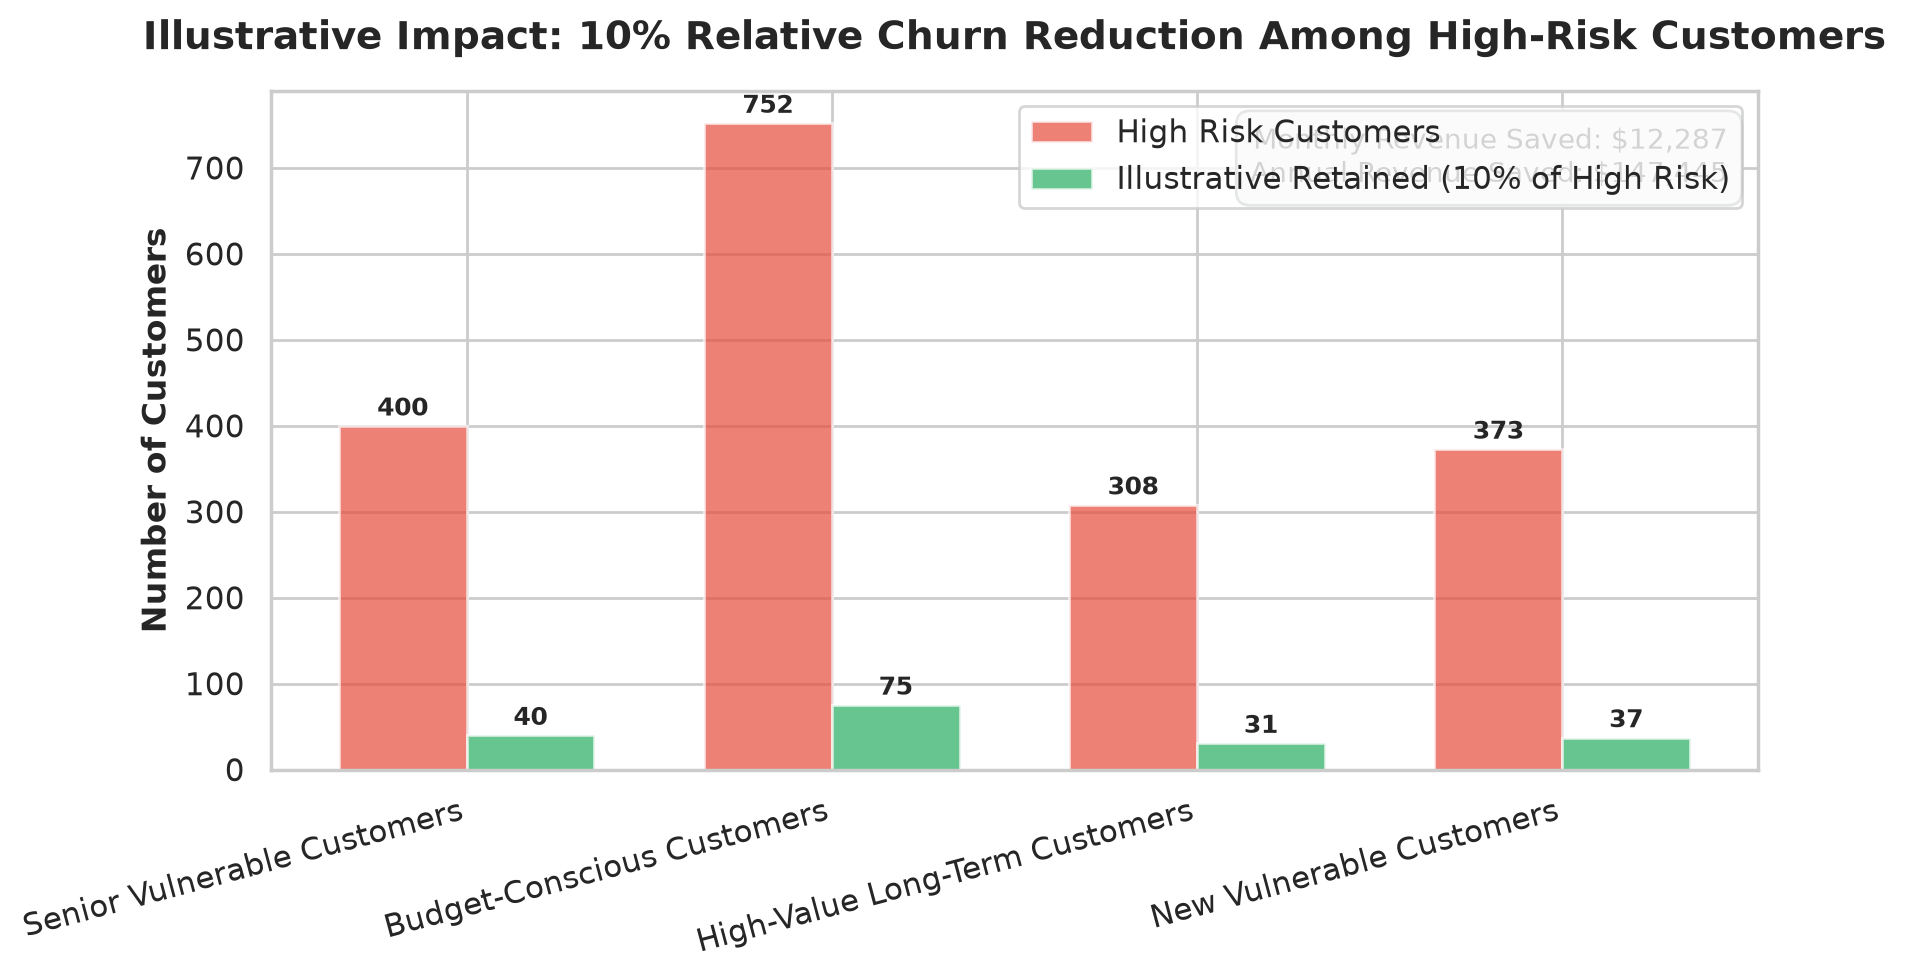 Illustrative Impact: 10% Relative Churn Reduction Among High-Risk Customers
Number of Customers
700
600
500
400
300
200
100
0
High Risk Customers
Illustrative Retained (10% of High Risk)
Monthly Revenue Saved: $12,287
Annual Revenue Saved:
400
40
752
75
308
31
373
37
Senior Vulnerable Customers
Budget-Conscious Customers
High-Value Long-Term Customers
New Vulnerable Customers